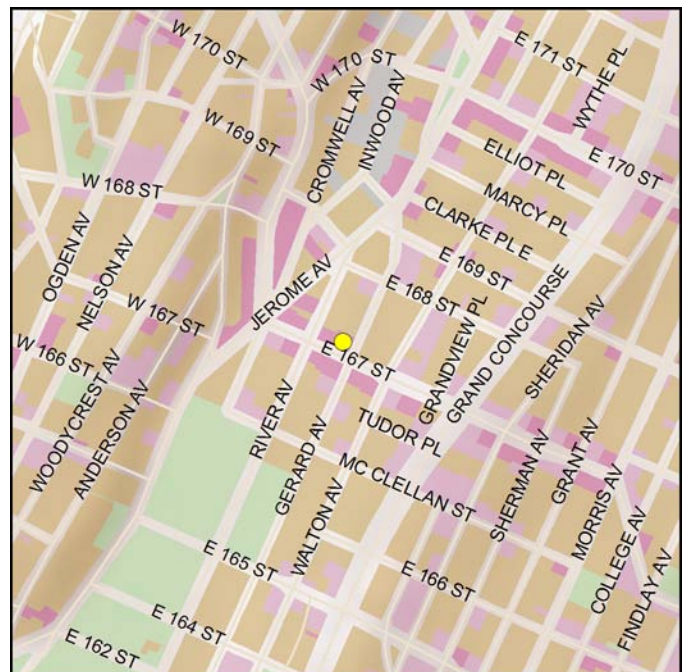 W 170 ST
W 170 ST
E 171 ST
WYTHE PL
CROMWELL AV
INWOOD AV
W 169 ST
ELLIOT PL
E 170 ST
W 168 ST
MARCY PL
CLARKE PL E
OGDEN AV
NELSON AV
JEROME AV
E 169 ST
E 168 ST
W 167 ST
GRANDVIEW PL
GRAND CONCOURSE
SHERIDAN AV
W 166 ST
E 167 ST
WOODYCREST AV
ANDERSON AV
RIVER AV
TUDOR PL
GERARD AV
WALTON AV
MC CLELLAN ST
SHERMAN AV
GRANT AV
MORRIS AV
COLLEGE AV
FINDLAY AV
E 165 ST
E 166 ST
E 164 ST
E 162 ST